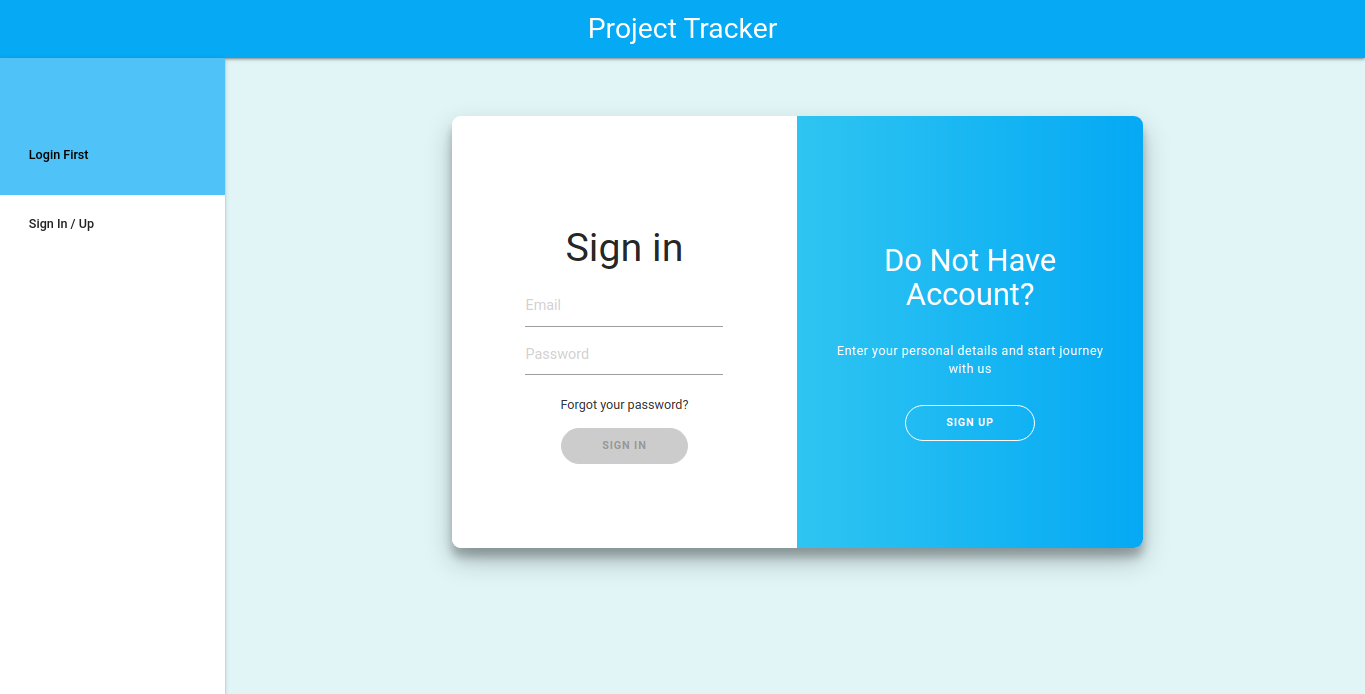 Project Tracker
Login First
Sign In / Up
Sign in
Email
Password
Forgot your password?
SIGN IN
Do Not Have
Account?
Enter your personal details and start journey
with us
SIGN UP